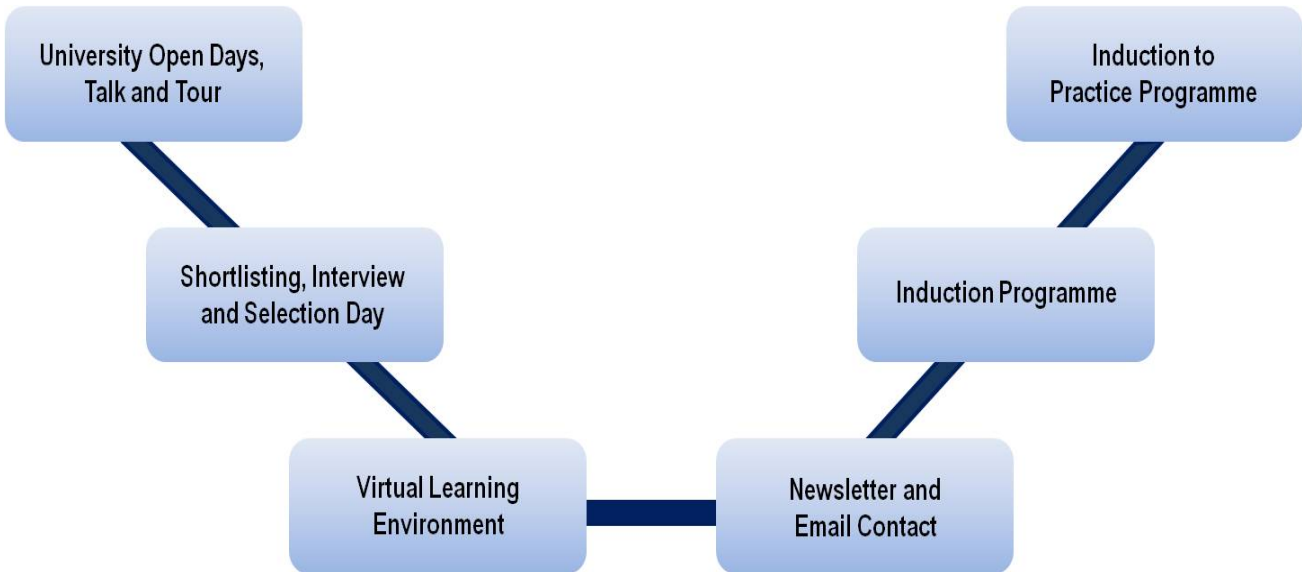 University Open Days,
Talk and Tour
Shortlisting, Interview
and Selection Day
Virtual Learning
Environment
Newsletter and
Email Contact
Induction Programme
Induction to
Practice Programme